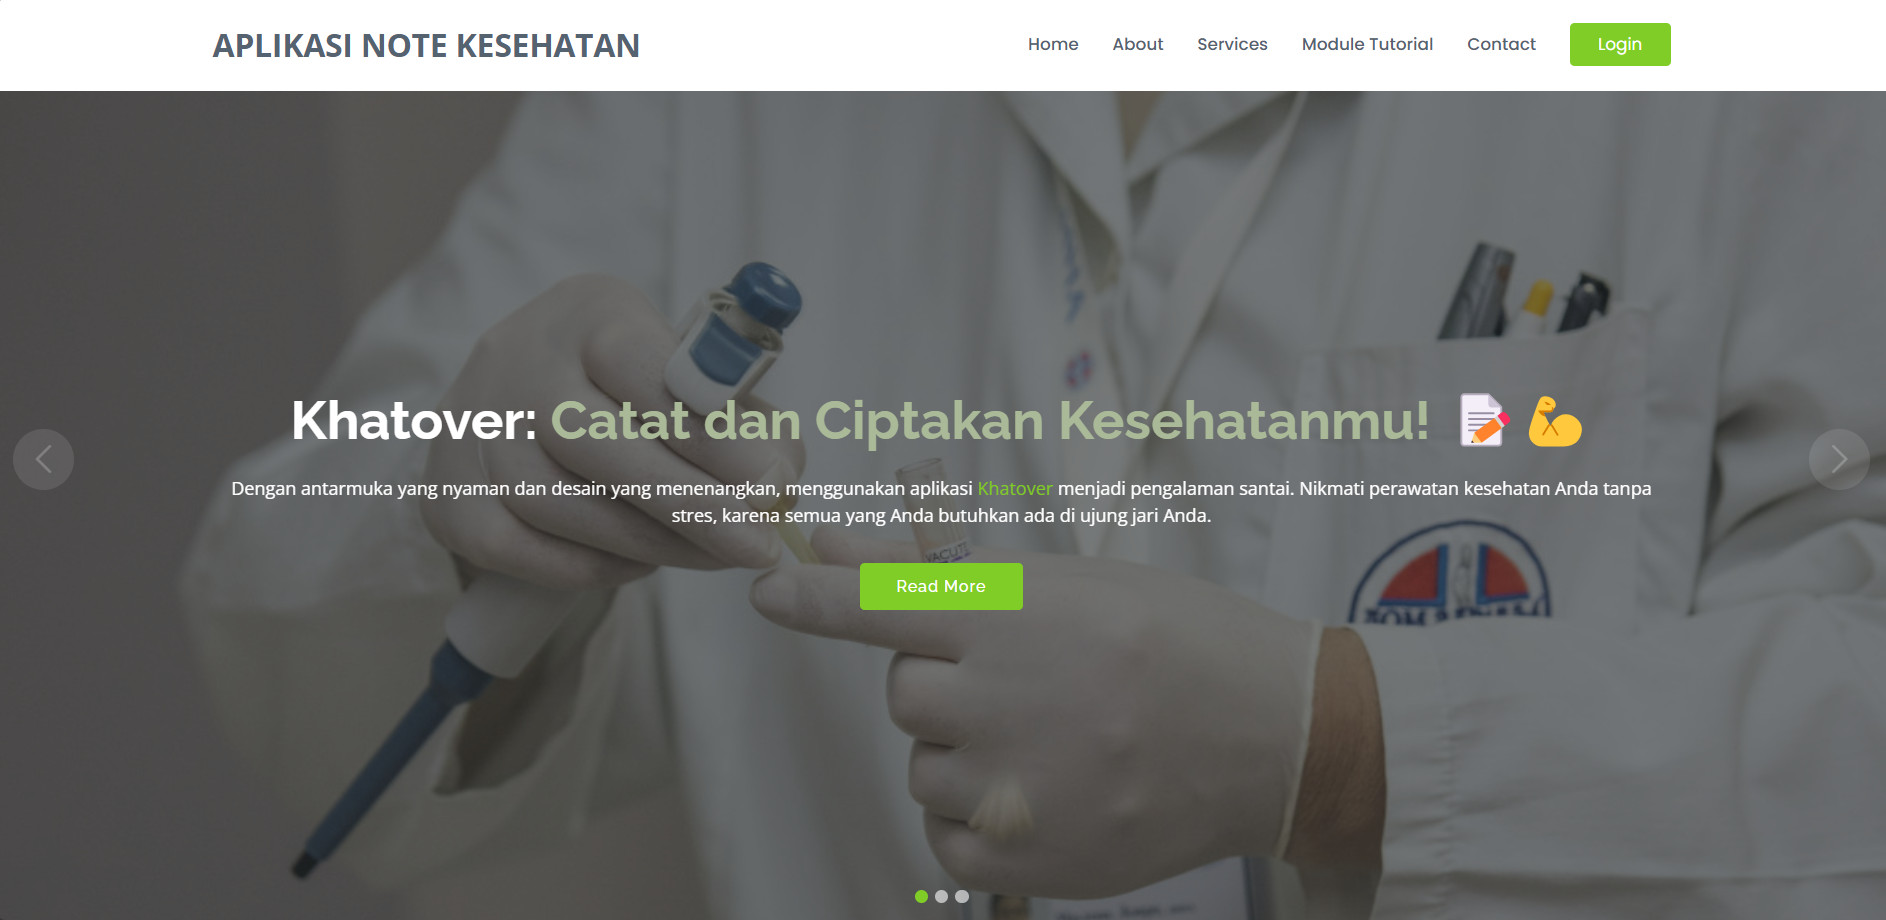 APLIKASI NOTE KESEHATAN
Home About Services Module Tutorial Contact Login
Khatover: Catat dan Ciptakan Kesehatanmu! 📝 💪
Dengan antarmuka yang nyaman dan desain yang menenangkan, menggunakan aplikasi Khatover menjadi pengalaman santai. Nikmati perawatan kesehatan Anda tanpa
stres, karena semua yang Anda butuhkan ada di ujung jari Anda.
VACUTE
Read More